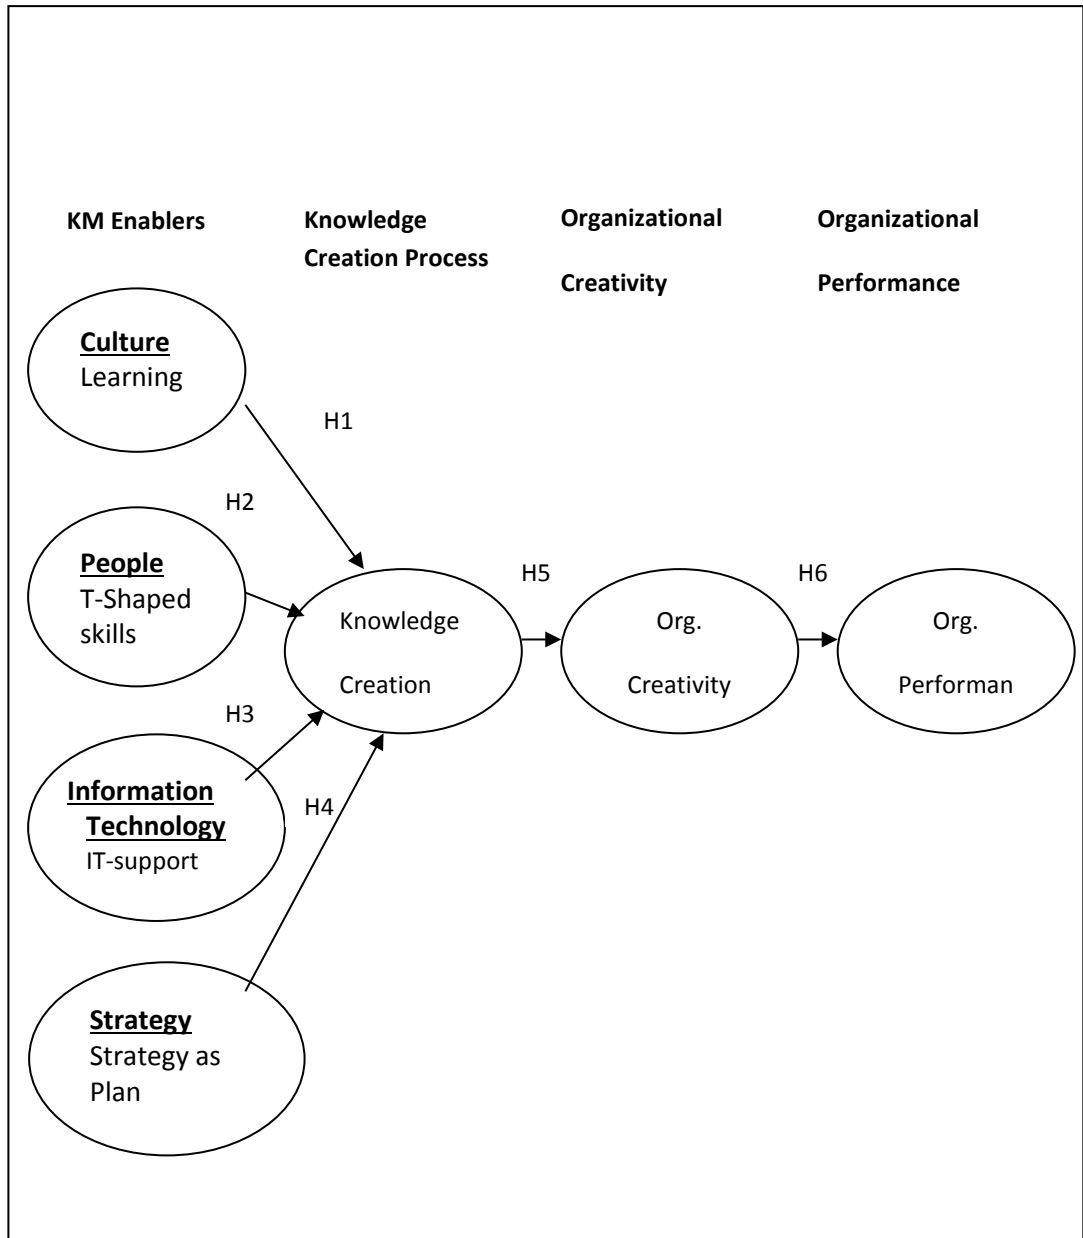 KM Enablers
Knowledge
Creation Process
Organizational
Creativity
Organizational
Performance
Culture
Learning
H1
H2
People
T-Shaped
skills
Knowledge
Creation
H5
Org.
Creativity
H6
Org.
Performan
H3
Information
Technology
IT-support
H4
Strategy
Strategy as
Plan